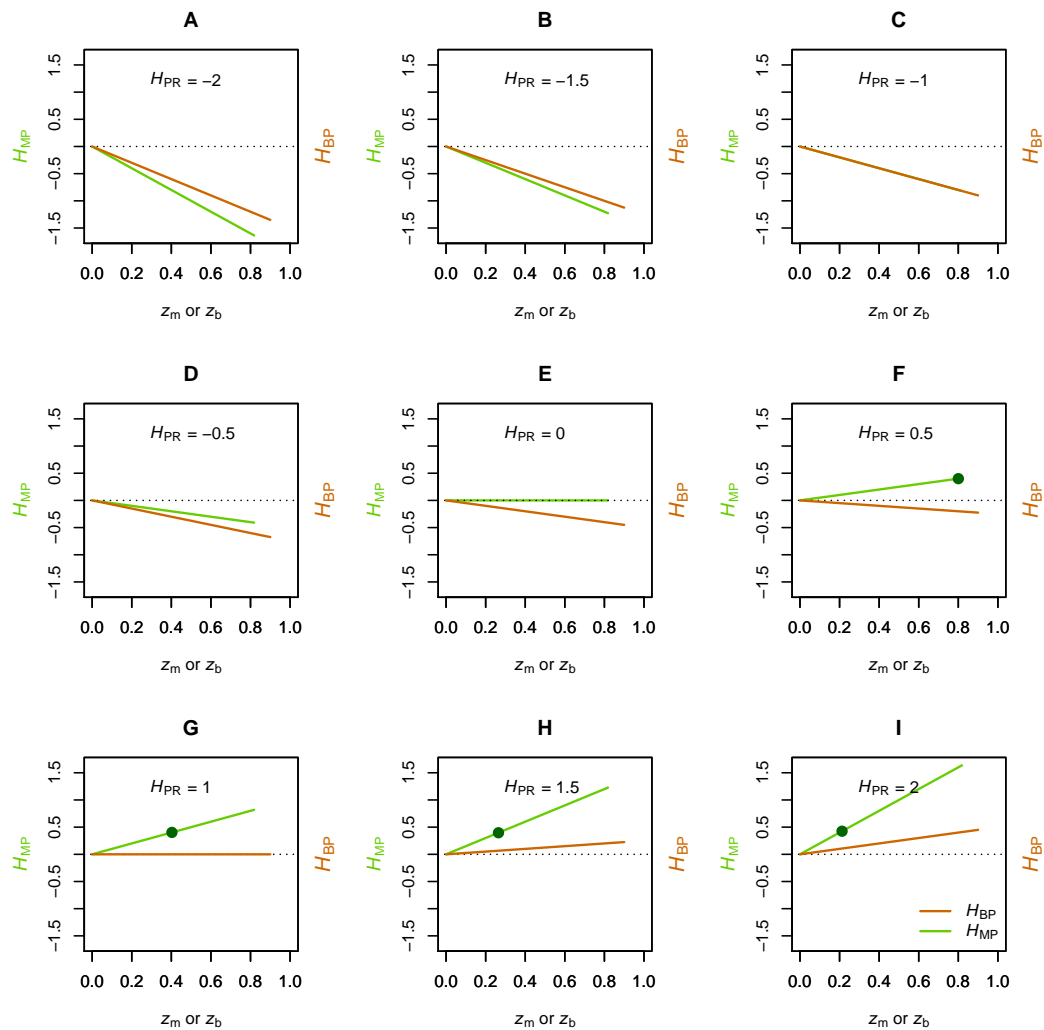 A B C
1.5 1.5 1.5
H_PR = −2 H_PR = −1.5 H_PR = −1
0.5 0.5 0.5
H_MP H_BP H_MP H_BP H_MP H_BP
−0.5 −0.5 −0.5
−1.5 −1.5 −1.5
0.0 0.2 0.4 0.6 0.8 1.0 0.0 0.2 0.4 0.6 0.8 1.0 0.0 0.2 0.4 0.6 0.8 1.0
z_m or z_b z_m or z_b z_m or z_b
D E F
1.5 1.5 1.5
H_PR = −0.5 H_PR = 0 H_PR = 0.5
0.5 0.5 0.5
H_MP H_BP H_MP H_BP H_MP H_BP
−0.5 −0.5 −0.5
−1.5 −1.5 −1.5
0.0 0.2 0.4 0.6 0.8 1.0 0.0 0.2 0.4 0.6 0.8 1.0 0.0 0.2 0.4 0.6 0.8 1.0
z_m or z_b z_m or z_b z_m or z_b
G H I
1.5 1.5 1.5
H_PR = 1 H_PR = 1.5 H_PR = 2
0.5 0.5 0.5
H_MP H_BP H_MP H_BP H_MP H_BP
−0.5 −0.5 −0.5
H_BP
H_MP
−1.5 −1.5 −1.5
0.0 0.2 0.4 0.6 0.8 1.0 0.0 0.2 0.4 0.6 0.8 1.0 0.0 0.2 0.4 0.6 0.8 1.0
z_m or z_b z_m or z_b z_m or z_b